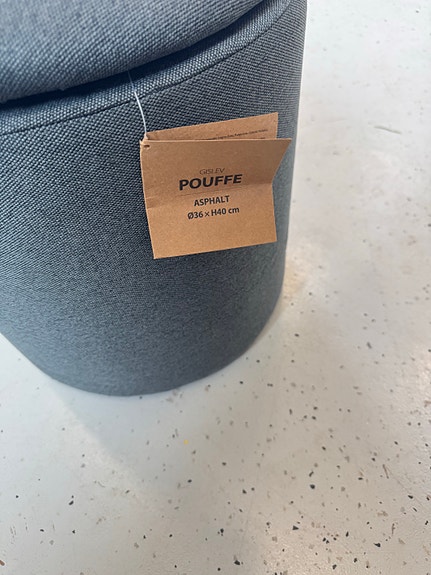 GISLEV
POUFFE
ASPHALT
Ø36 × H40 cm